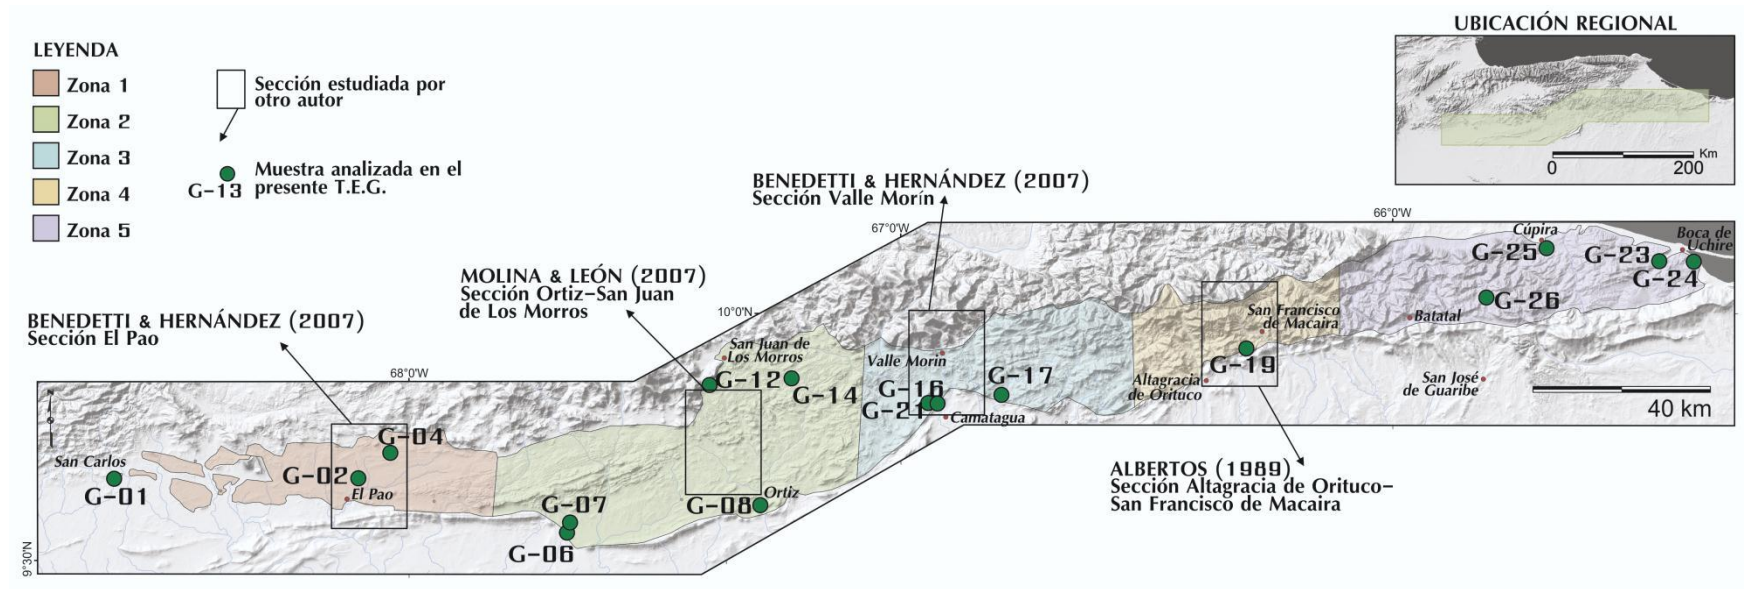 UBICACIÓN REGIONAL
Km
0
200
LEYENDA
Zona 1
Zona 2
Zona 3
Zona 4
Zona 5
Sección estudiada por
otro autor
G-13
Muestra analizada en el
presente T.E.G.
BENEDETTI & HERNÁNDEZ (2007)
Sección Valle Morín
MOLINA & LEÓN (2007)
Sección Ortiz-San Juan
de Los Morros
BENEDETTI & HERNÁNDEZ (2007)
Sección El Pao
ALBERTOS (1989)
Sección Altagracia de Orituco-
San Francisco de Macaira
68°0'W
67°0'W
66°0'W
10°0'N
9°30'N
N
San Carlos
G-01
G-02
El Pao
G-04
G-07
G-06
G-08
Ortiz
San Juan de
Los Morros
G-12
G-14
Valle Morín
G-16
G-21
Camatagua
G-17
Altagracia
de Orituco
San Francisco
de Macaira
G-19
Cúpira
G-25
G-23
G-24
Boca de
Uchire
G-26
Batatal
San José
de Guaribe
40 km